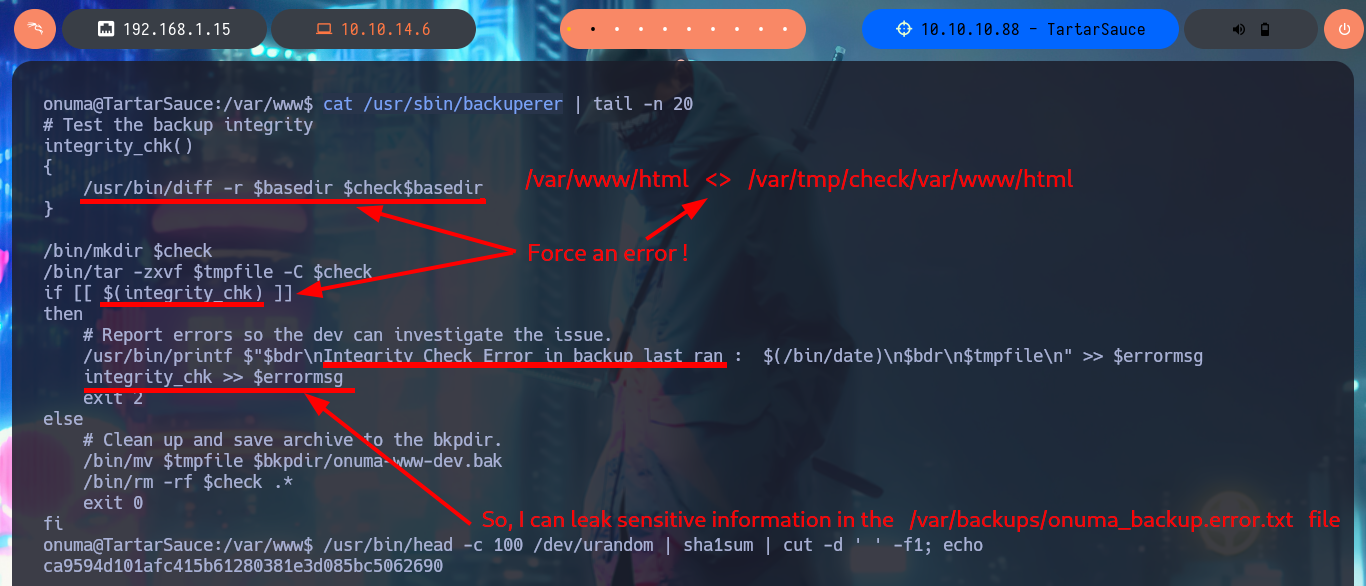 192.168.1.15 10.10.14.6 10.10.10.88 - TartarSauce
onuma@TartarSauce:/var/www$ cat /usr/sbin/backuperer | tail -n 20
# Test the backup integrity
integrity_chk()
{
/usr/bin/diff -r $basedir $check$basedir /var/www/html <> /var/tmp/check/var/www/html
}
Force an error !
/bin/mkdir $check
/bin/tar -zxvf $tmpfile -C $check
if [[ $(integrity_chk) ]]
then
# Report errors so the dev can investigate the issue.
/usr/bin/printf $"$bdr\nIntegrity Check Error in backup last ran :  $(/bin/date)\n$bdr\n$tmpfile\n" >> $errormsg
integrity_chk >> $errormsg
exit 2
else
# Clean up and save archive to the bkpdir.
/bin/mv $tmpfile $bkpdir/onuma-www-dev.bak
/bin/rm -rf $check .*
exit 0
So, I can leak sensitive information in the /var/backups/onuma_backup.error.txt file
fi
onuma@TartarSauce:/var/www$ /usr/bin/head -c 100 /dev/urandom | sha1sum | cut -d ' ' -f1; echo
ca9594d101afc415b61280381e3d085bc5062690